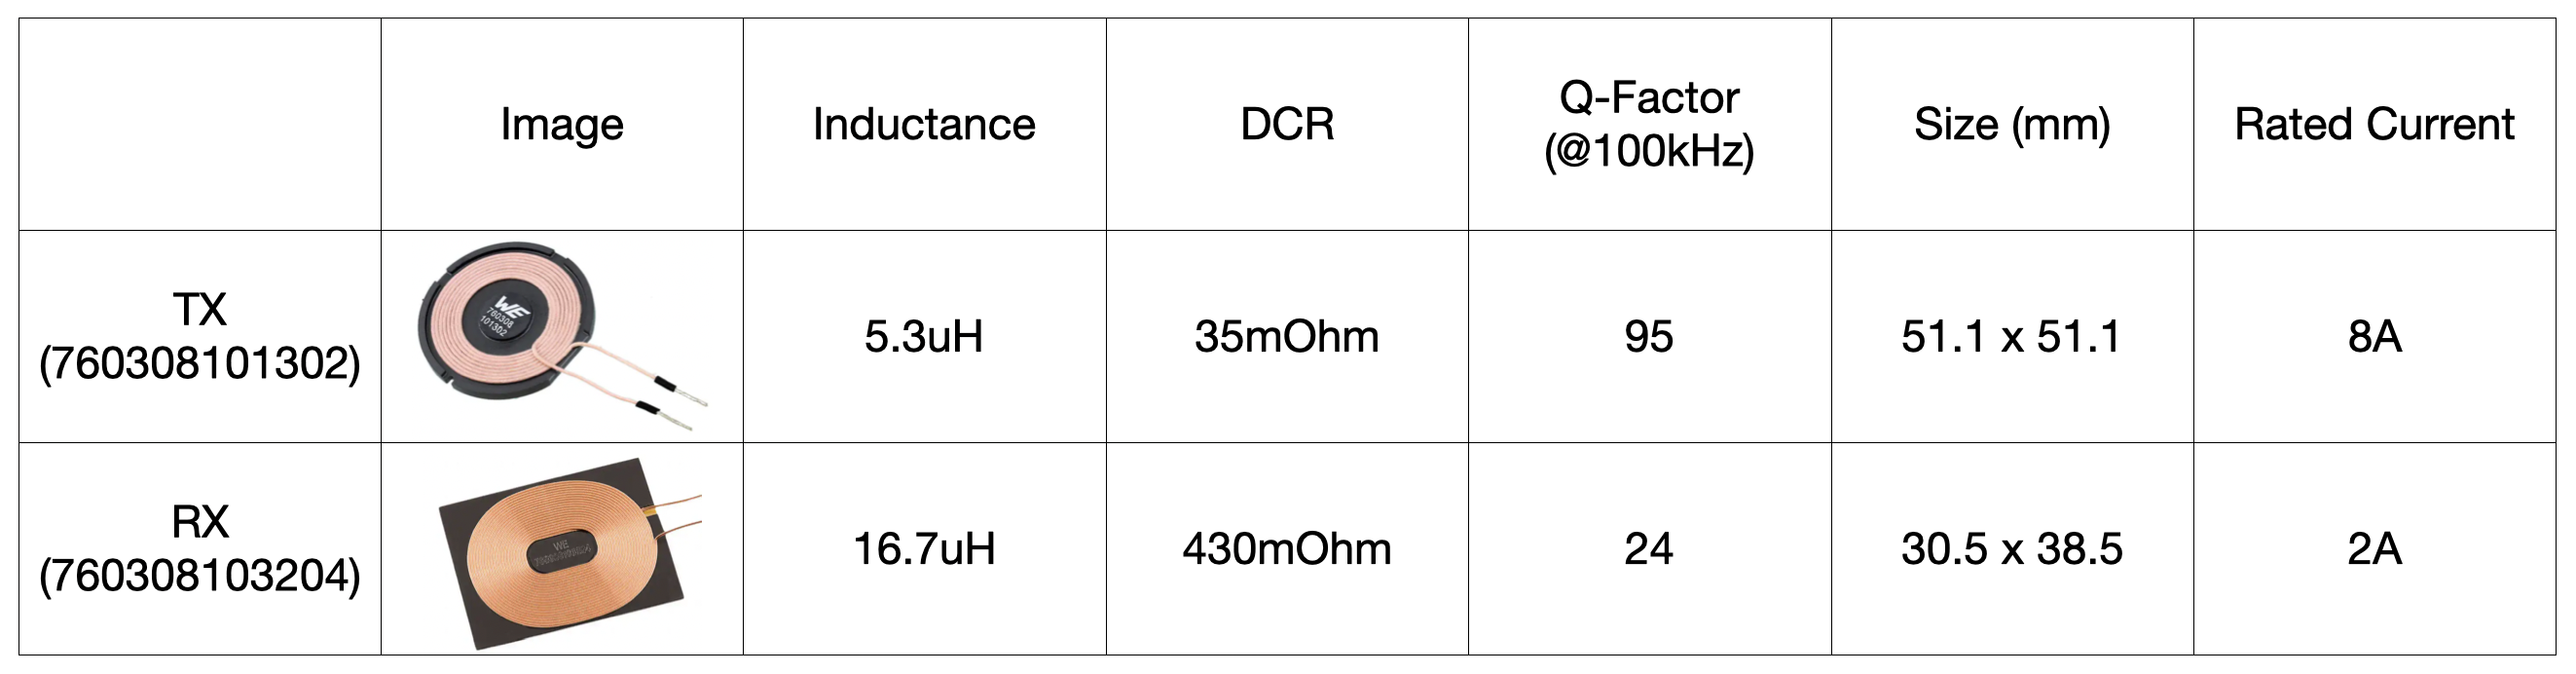 Image
Inductance
DCR
Q-Factor
(@100kHz)
Size (mm)
Rated Current
TX
(760308101302)
WE
760308
101302
5.3uH
35mOhm
95
51.1 x 51.1
8A
RX
(760308103204)
WE
16.7uH
430mOhm
24
30.5 x 38.5
2A